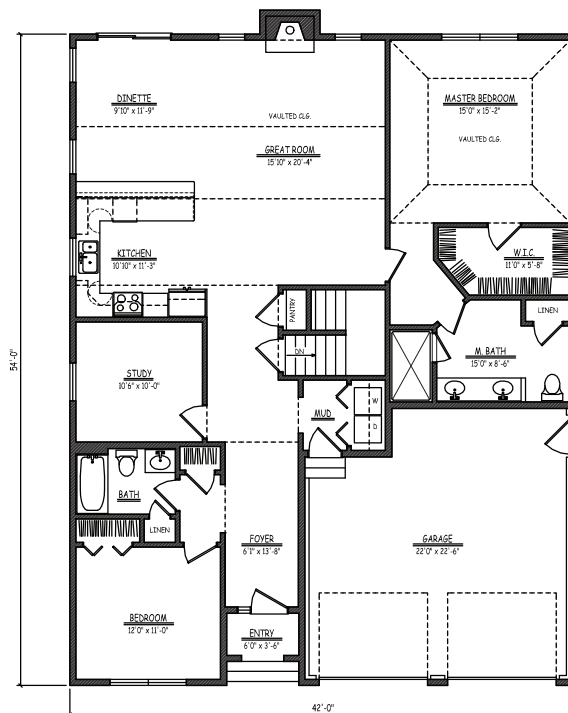 DINETTE
9'10" x 11'-9"
VAULTED CLG.
GREAT ROOM
15'10" x 20'-4"
MASTER BEDROOM
15'0" x 15'-2"
VAULTED CLG.
KITCHEN
10'10" x 11'-3"
W.I.C.
11'0" x 5'-8"
PANTRY
LINEN
DN
M. BATH
15'0" x 8'-6"
54'-0"
STUDY
10'6" x 10'-0"
MUD
W
D
BATH
LINEN
FOYER
6'1" x 13'-8"
GARAGE
22'0" x 22'-6"
BEDROOM
12'0" x 11'-0"
ENTRY
6'0" x 3'-6"
42'-0"